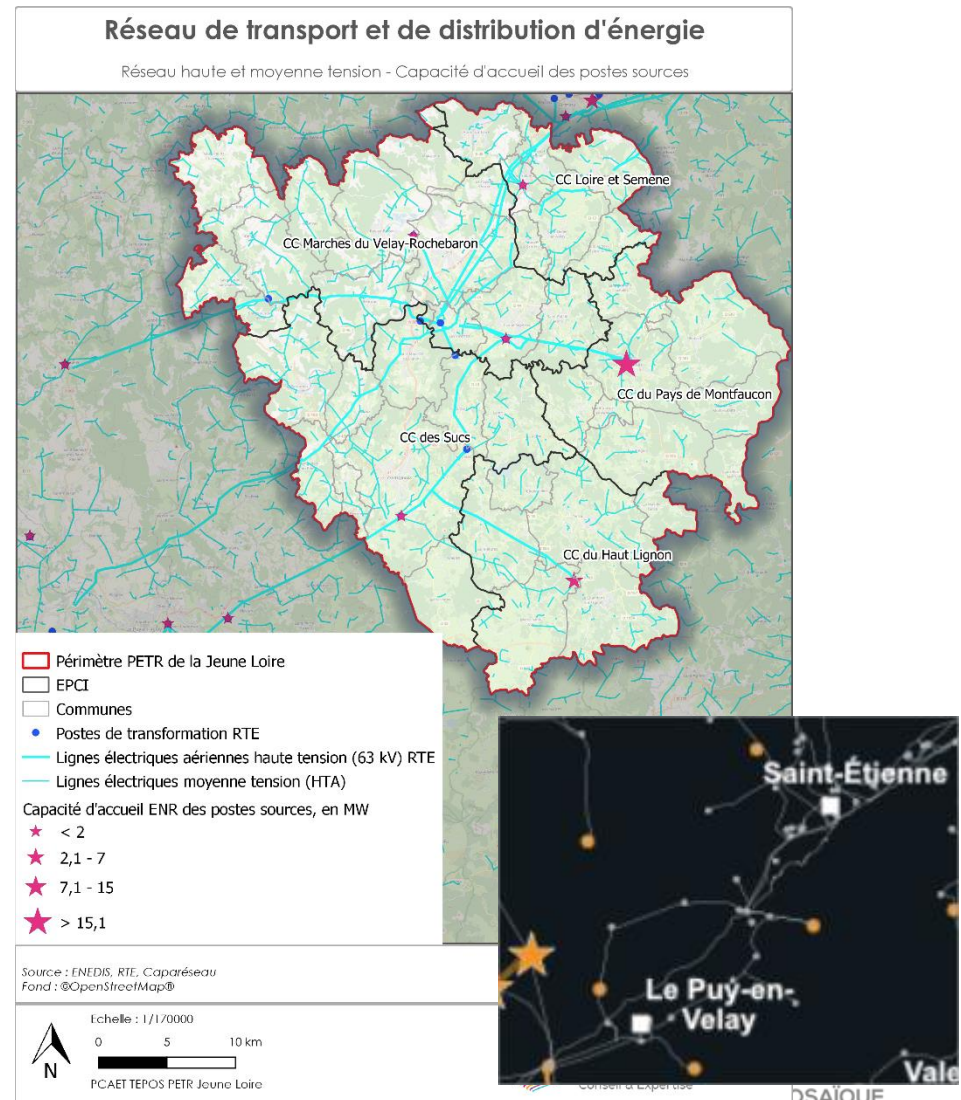 Réseau de transport et de distribution d'énergie
Réseau haute et moyenne tension - Capacité d'accueil des postes sources
CC Loire et Semene
CC Marches du Velay-Rochebaron
CC du Pays de Montfaucon
CC des Sucs
CC du Haut Lignon
Périmètre PETR de la Jeune Loire
EPCI
Communes
Postes de transformation RTE
Lignes électriques aériennes haute tension (63 kV) RTE
Lignes électriques moyenne tension (HTA)
Capacité d'accueil ENR des postes sources, en MW
< 2
2,1 - 7
7,1 - 15
> 15,1
Saint-Étienne
Le Puy-en-
Velay
Vale
Source : ENEDIS, RTE, Caparéseau
Fond : ©OpenStreetMap®
Echelle : 1/170000
0 5 10 km
N
PCAET TEPOS PETR Jeune Loire
Conseil & Expertise
OSAÏQUE